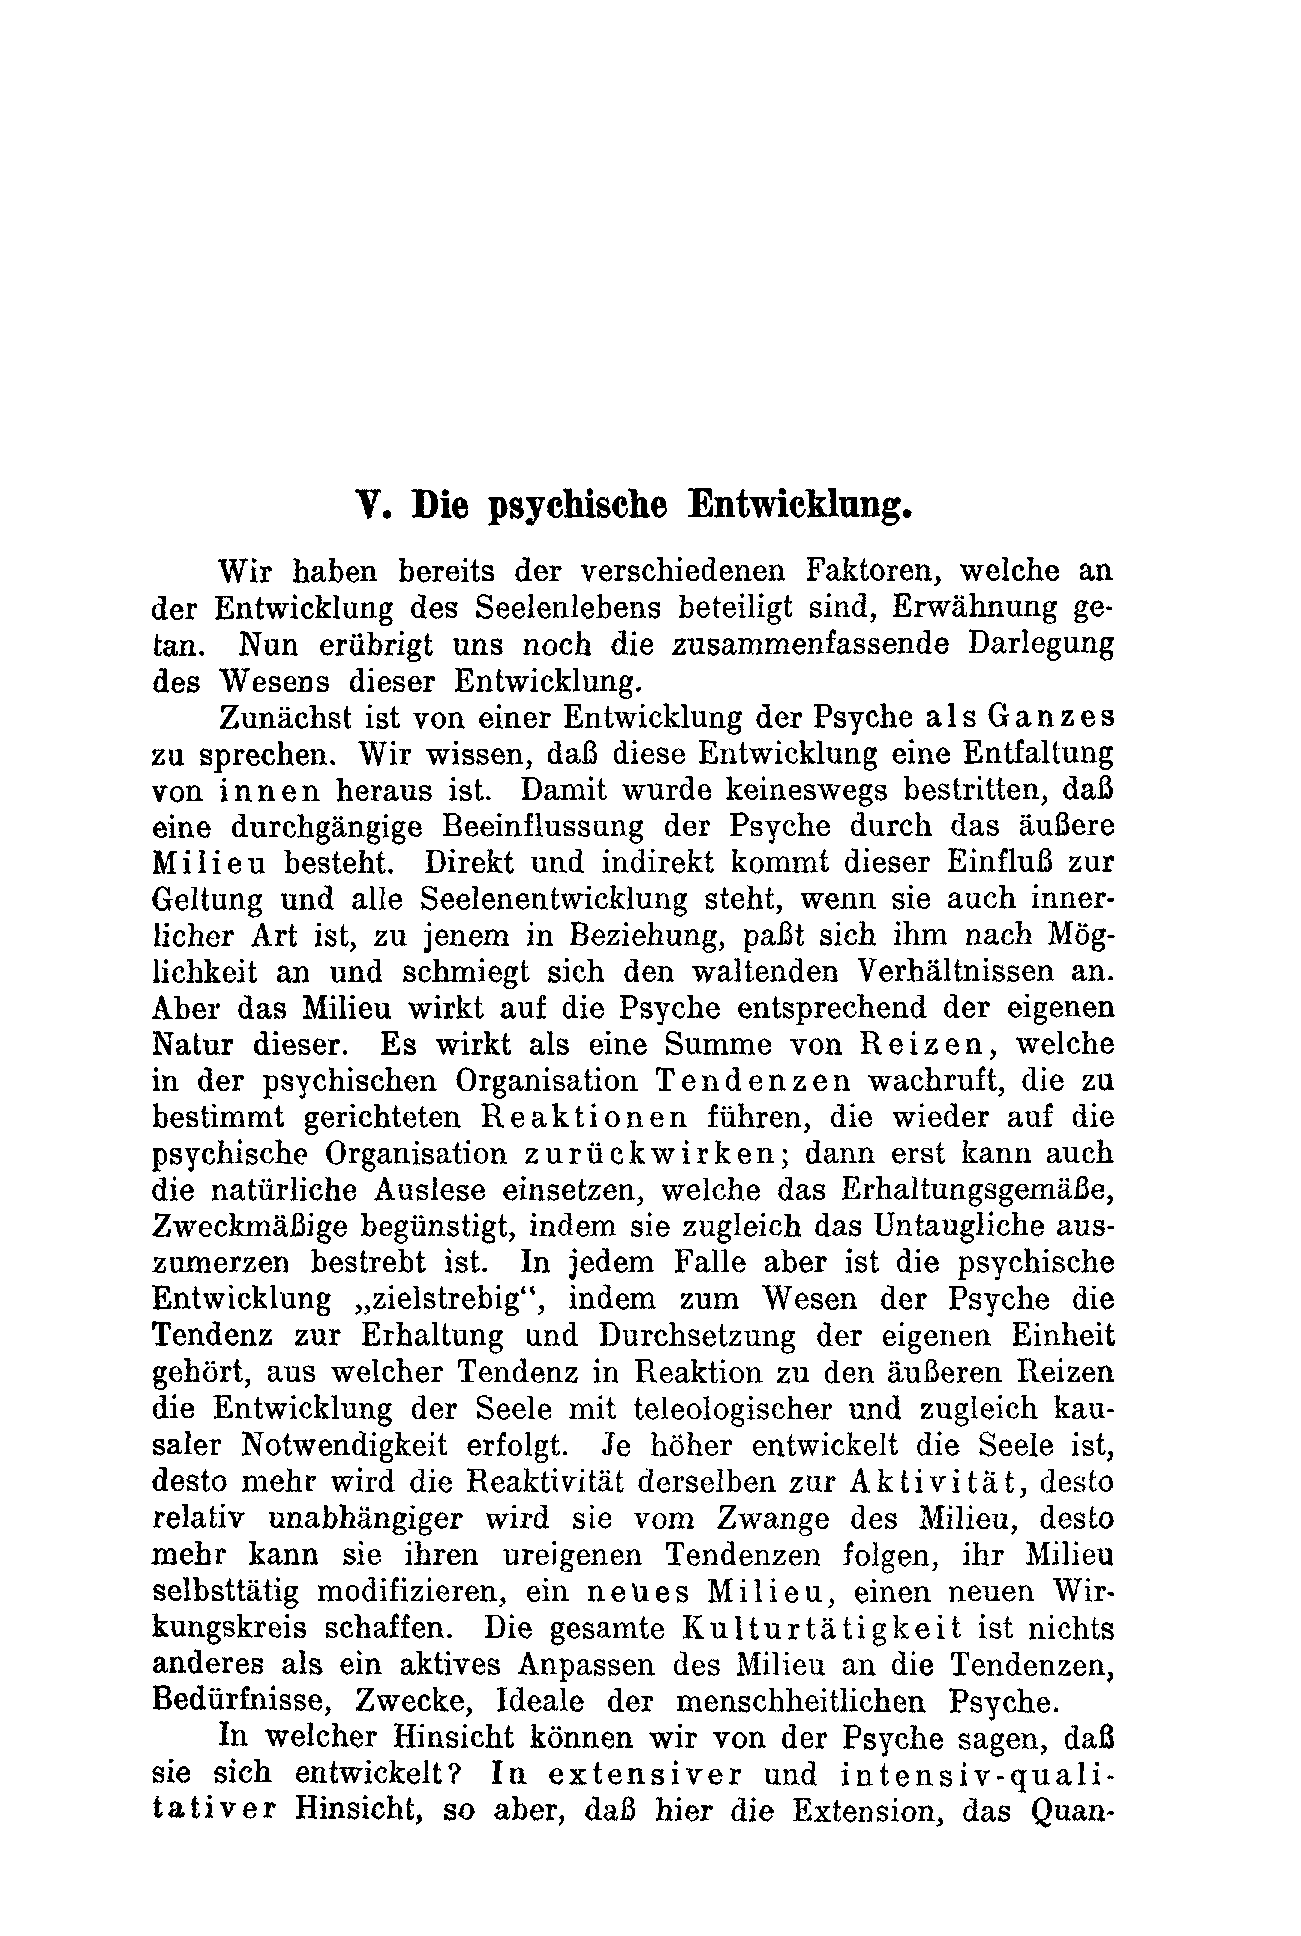 V. Die psychische Entwicklung.
Wir haben bereits der verschiedenen Faktoren, welche an
der Entwicklung des Seelenlebens beteiligt sind, Erwähnung ge-
tan. Nun erübrigt uns noch die zusammenfassende Darlegung
des Wesens dieser Entwicklung.
Zunächst ist von einer Entwicklung der Psyche als Ganzes
zu sprechen. Wir wissen, daß diese Entwicklung eine Entfaltung
von innen heraus ist. Damit wurde keineswegs bestritten, daß
eine durchgängige Beeinflussung der Psyche durch das äußere
Milieu besteht. Direkt und indirekt kommt dieser Einfluß zur
Geltung und alle Seelenentwicklung steht, wenn sie auch inner-
licher Art ist, zu jenem in Beziehung, paßt sich ihm nach Mög-
lichkeit an und schmiegt sich den waltenden Verhältnissen an.
Aber das Milieu wirkt auf die Psyche entsprechend der eigenen
Natur dieser. Es wirkt als eine Summe von Reizen, welche
in der psychischen Organisation Tendenzen wachruft, die zu
bestimmt gerichteten Reaktionen führen, die wieder auf die
psychische Organisation zurückwirken; dann erst kann auch
die natürliche Auslese einsetzen, welche das Erhaltungsgemäße,
Zweckmäßige begünstigt, indem sie zugleich das Untaugliche aus-
zumerzen bestrebt ist. In jedem Falle aber ist die psychische
Entwicklung „zielstrebig“, indem zum Wesen der Psyche die
Tendenz zur Erhaltung und Durchsetzung der eigenen Einheit
gehört, aus welcher Tendenz in Reaktion zu den äußeren Reizen
die Entwicklung der Seele mit teleologischer und zugleich kau-
saler Notwendigkeit erfolgt. Je höher entwickelt die Seele ist,
desto mehr wird die Reaktivität derselben zur Aktivität, desto
relativ unabhängiger wird sie vom Zwange des Milieu, desto
mehr kann sie ihren ureigenen Tendenzen folgen, ihr Milieu
selbsttätig modifizieren, ein neues Milieu, einen neuen Wir-
kungskreis schaffen. Die gesamte Kulturtätigkeit ist nichts
anderes als ein aktives Anpassen des Milieu an die Tendenzen,
Bedürfnisse, Zwecke, Ideale der menschheitlichen Psyche.
In welcher Hinsicht können wir von der Psyche sagen, daß
sie sich entwickelt? In extensiver und intensiv-quali-
tativer Hinsicht, so aber, daß hier die Extension, das Quan-